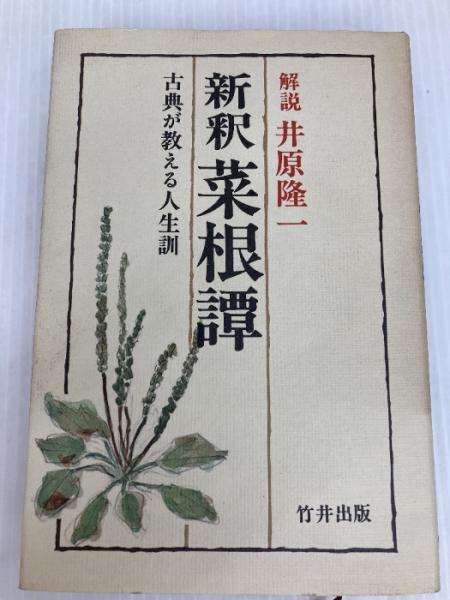 解説 井原隆一
新釈 菜根譚
古典が教える人生訓
竹井出版